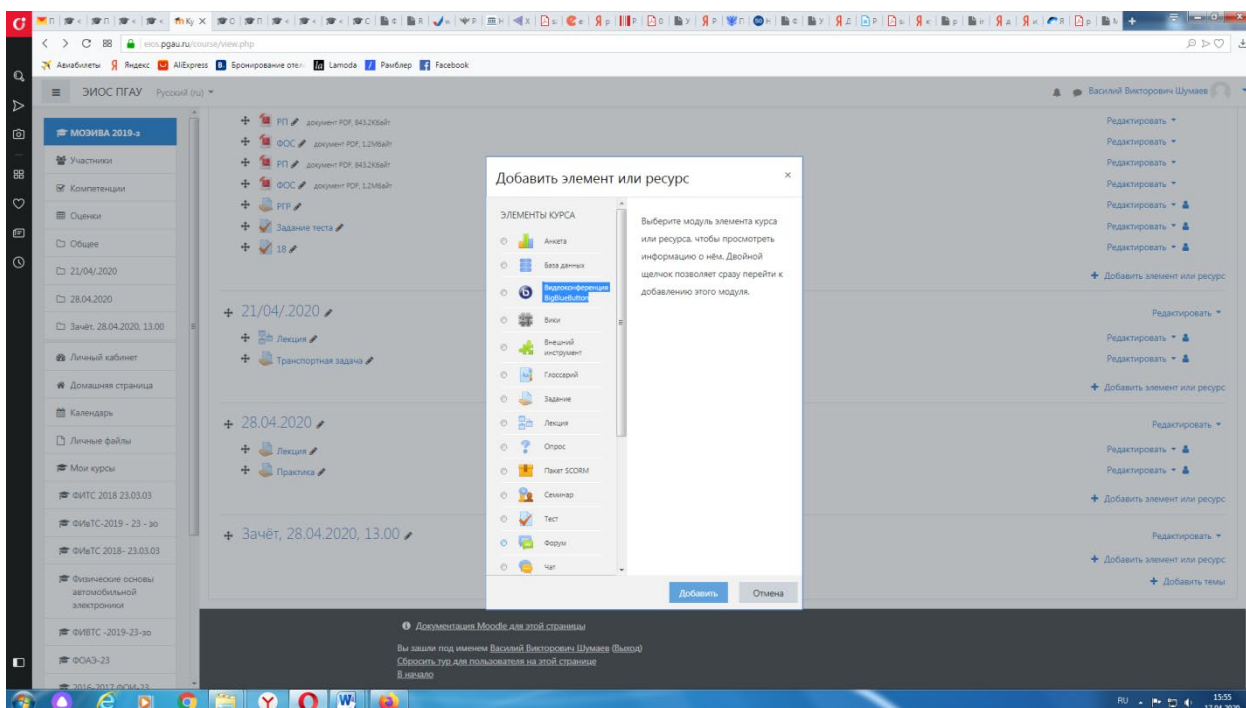 eios.pgau.ru/course/view.php
Авиабилеты Яндекс AliExpress Бронирование отел Lamoda Рамблер Facebook
ЭИОС ПГАУ Русский (ru) Василий Викторович Шумаев
МОЭИВА 2019-з
Участники
Компетенции
Оценки
Общее
21/04/.2020
28.04.2020
Зачёт, 28.04.2020, 13.00
Личный кабинет
Домашняя страница
Календарь
Личные файлы
Мои курсы
ФИТС 2018 23.03.03
ФИвТС-2019 - 23 - зо
ФИвТС 2018- 23.03.03
Физические основы
автомобильной
электроники
ФИВТС -2019-23-зо
ФОАЭ-23
2016-2017 ФОМ-23
РП документ PDF, 843.2Кбайт Редактировать
ФОС документ PDF, 1.2Мбайт Редактировать
РП документ PDF, 843.2Кбайт Редактировать
ФОС документ PDF, 1.2Мбайт Редактировать
РГР Редактировать
Задание теста Редактировать
18 Редактировать
Добавить элемент или ресурс
21/04/.2020 Редактировать
Лекция Редактировать
Транспортная задача Редактировать
Добавить элемент или ресурс
28.04.2020 Редактировать
Лекция Редактировать
Практика Редактировать
Добавить элемент или ресурс
Зачёт, 28.04.2020, 13.00 Редактировать
Добавить элемент или ресурс
Добавить темы
Добавить элемент или ресурс ×
ЭЛЕМЕНТЫ КУРСА
Анкета
База данных
Видеоконференция
BigBlueButton
Вики
Внешний
инструмент
Глоссарий
Задание
Лекция
Опрос
Пакет SCORM
Семинар
Тест
Форум
Чат
Выберите модуль элемента курса
или ресурса, чтобы просмотреть
информацию о нём. Двойной
щелчок позволяет сразу перейти к
добавлению этого модуля.
Добавить Отмена
Документация Moodle для этой страницы
Вы зашли под именем Василий Викторович Шумаев (Выход)
Сбросить тур для пользователя на этой странице
В начало
RU 15:55
17.04.2020